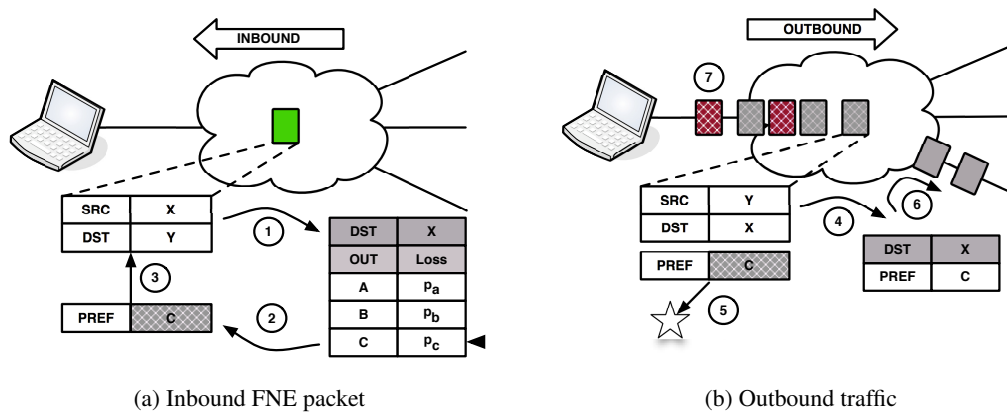 INBOUND
SRC X
DST Y
1
DST X
OUT Loss
A pa
B pb
C pc
3
2
PREF C
(a) Inbound FNE packet
OUTBOUND
7
SRC Y
DST X
4
6
PREF C
DST X
PREF C
5
(b) Outbound traffic